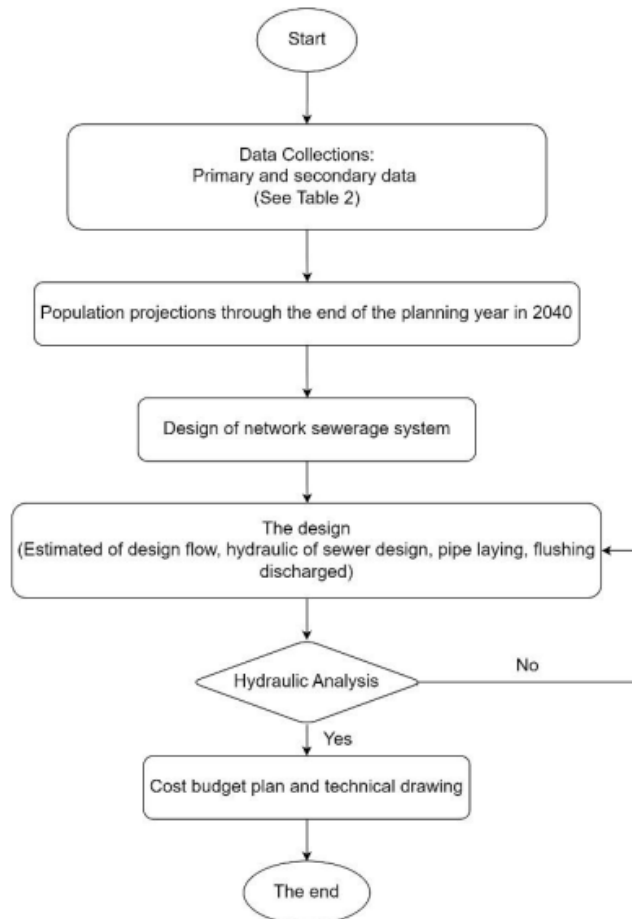 Start
Data Collections:
Primary and secondary data
(See Table 2)
Population projections through the end of the planning year in 2040
Design of network sewerage system
The design
(Estimated of design flow, hydraulic of sewer design, pipe laying, flushing
discharged)
Hydraulic Analysis
No
Yes
Cost budget plan and technical drawing
The end